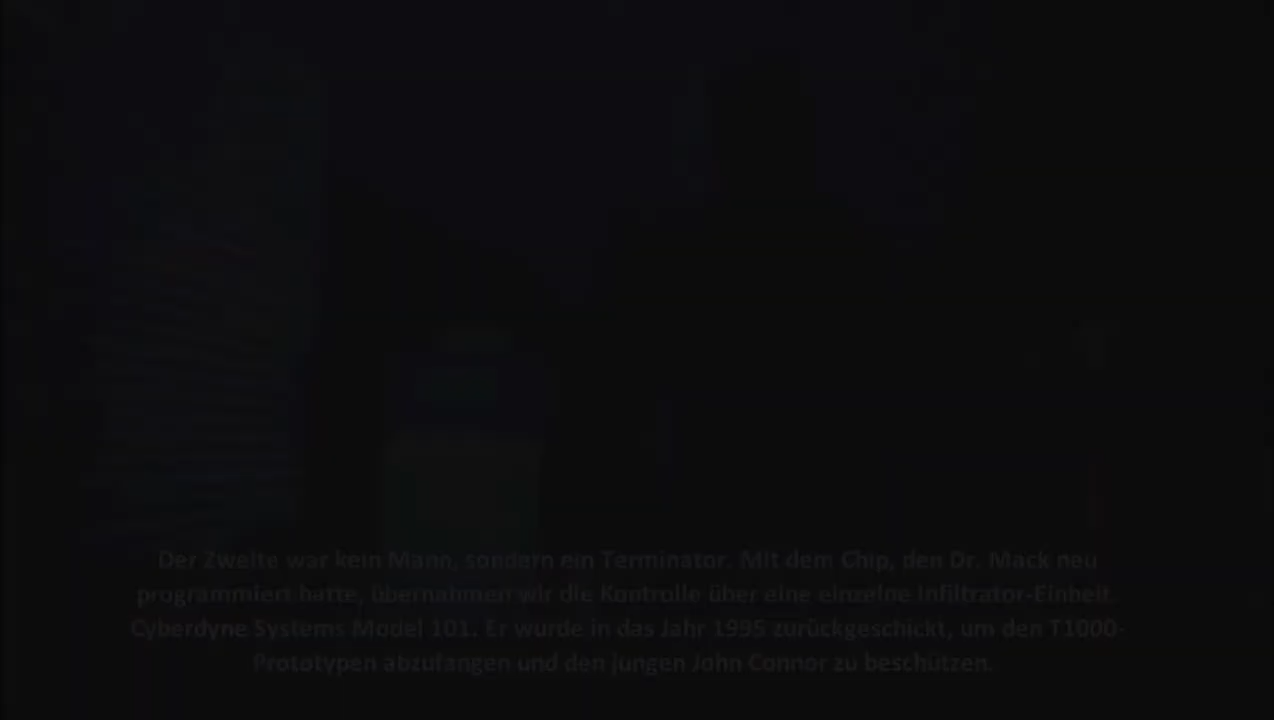 Der Zweite war kein Mann, sondern ein Terminator. Mit dem Chip, den Dr. Mack neu
programmiert hatte, übernahmen wir die Kontrolle über eine einzelne Infiltrator-Einheit.
Cyberdyne Systems Model 101. Er wurde in das Jahr 1995 zurückgeschickt, um den T1000-
Prototypen abzufangen und den jungen John Connor zu beschützen.